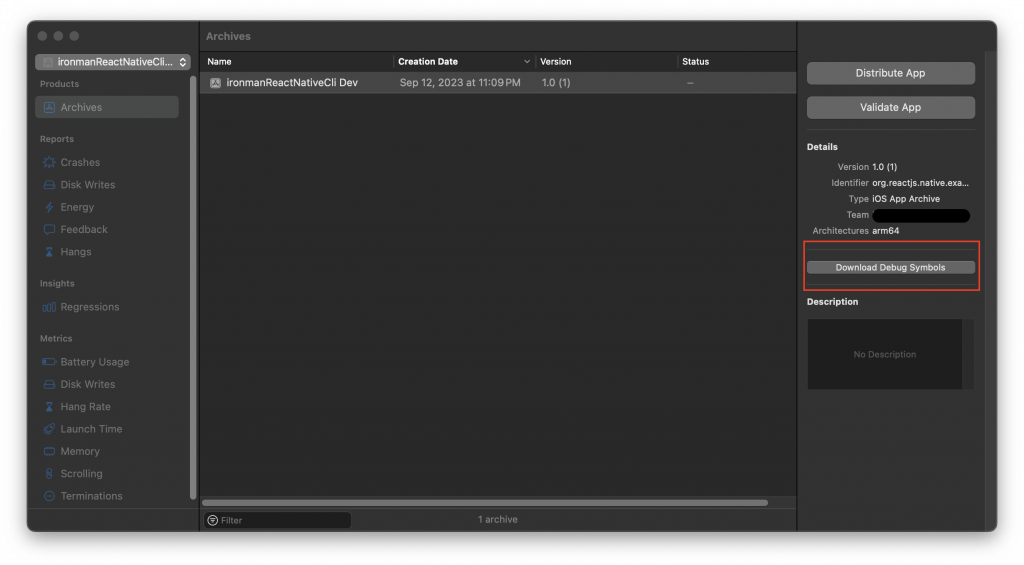 Archives
ironmanReactNativeCli...
Products
Archives
Reports
Crashes
Disk Writes
Energy
Feedback
Hangs
Insights
Regressions
Metrics
Battery Usage
Disk Writes
Hang Rate
Launch Time
Memory
Scrolling
Terminations
Name Creation Date Version Status
ironmanReactNativeCli Dev Sep 12, 2023 at 11:09 PM 1.0 (1) --
Filter
1 archive
Distribute App
Validate App
Details
Version 1.0 (1)
Identifier org.reactjs.native.exa...
Type iOS App Archive
Team
Architectures arm64
Download Debug Symbols
Description
No Description